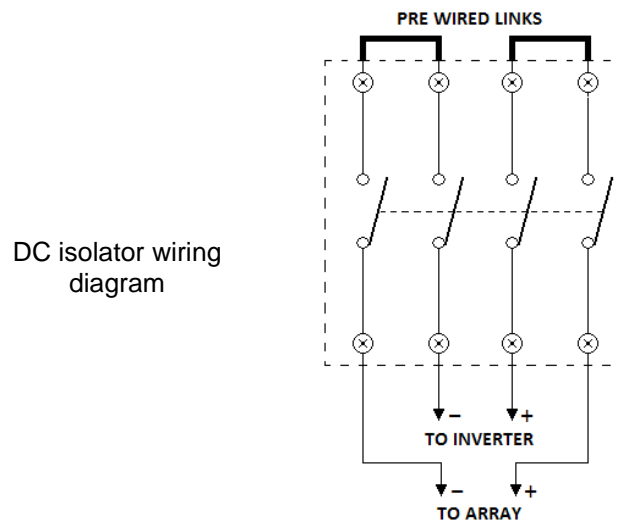 PRE WIRED LINKS
DC isolator wiring
diagram
− +
TO INVERTER
− +
TO ARRAY